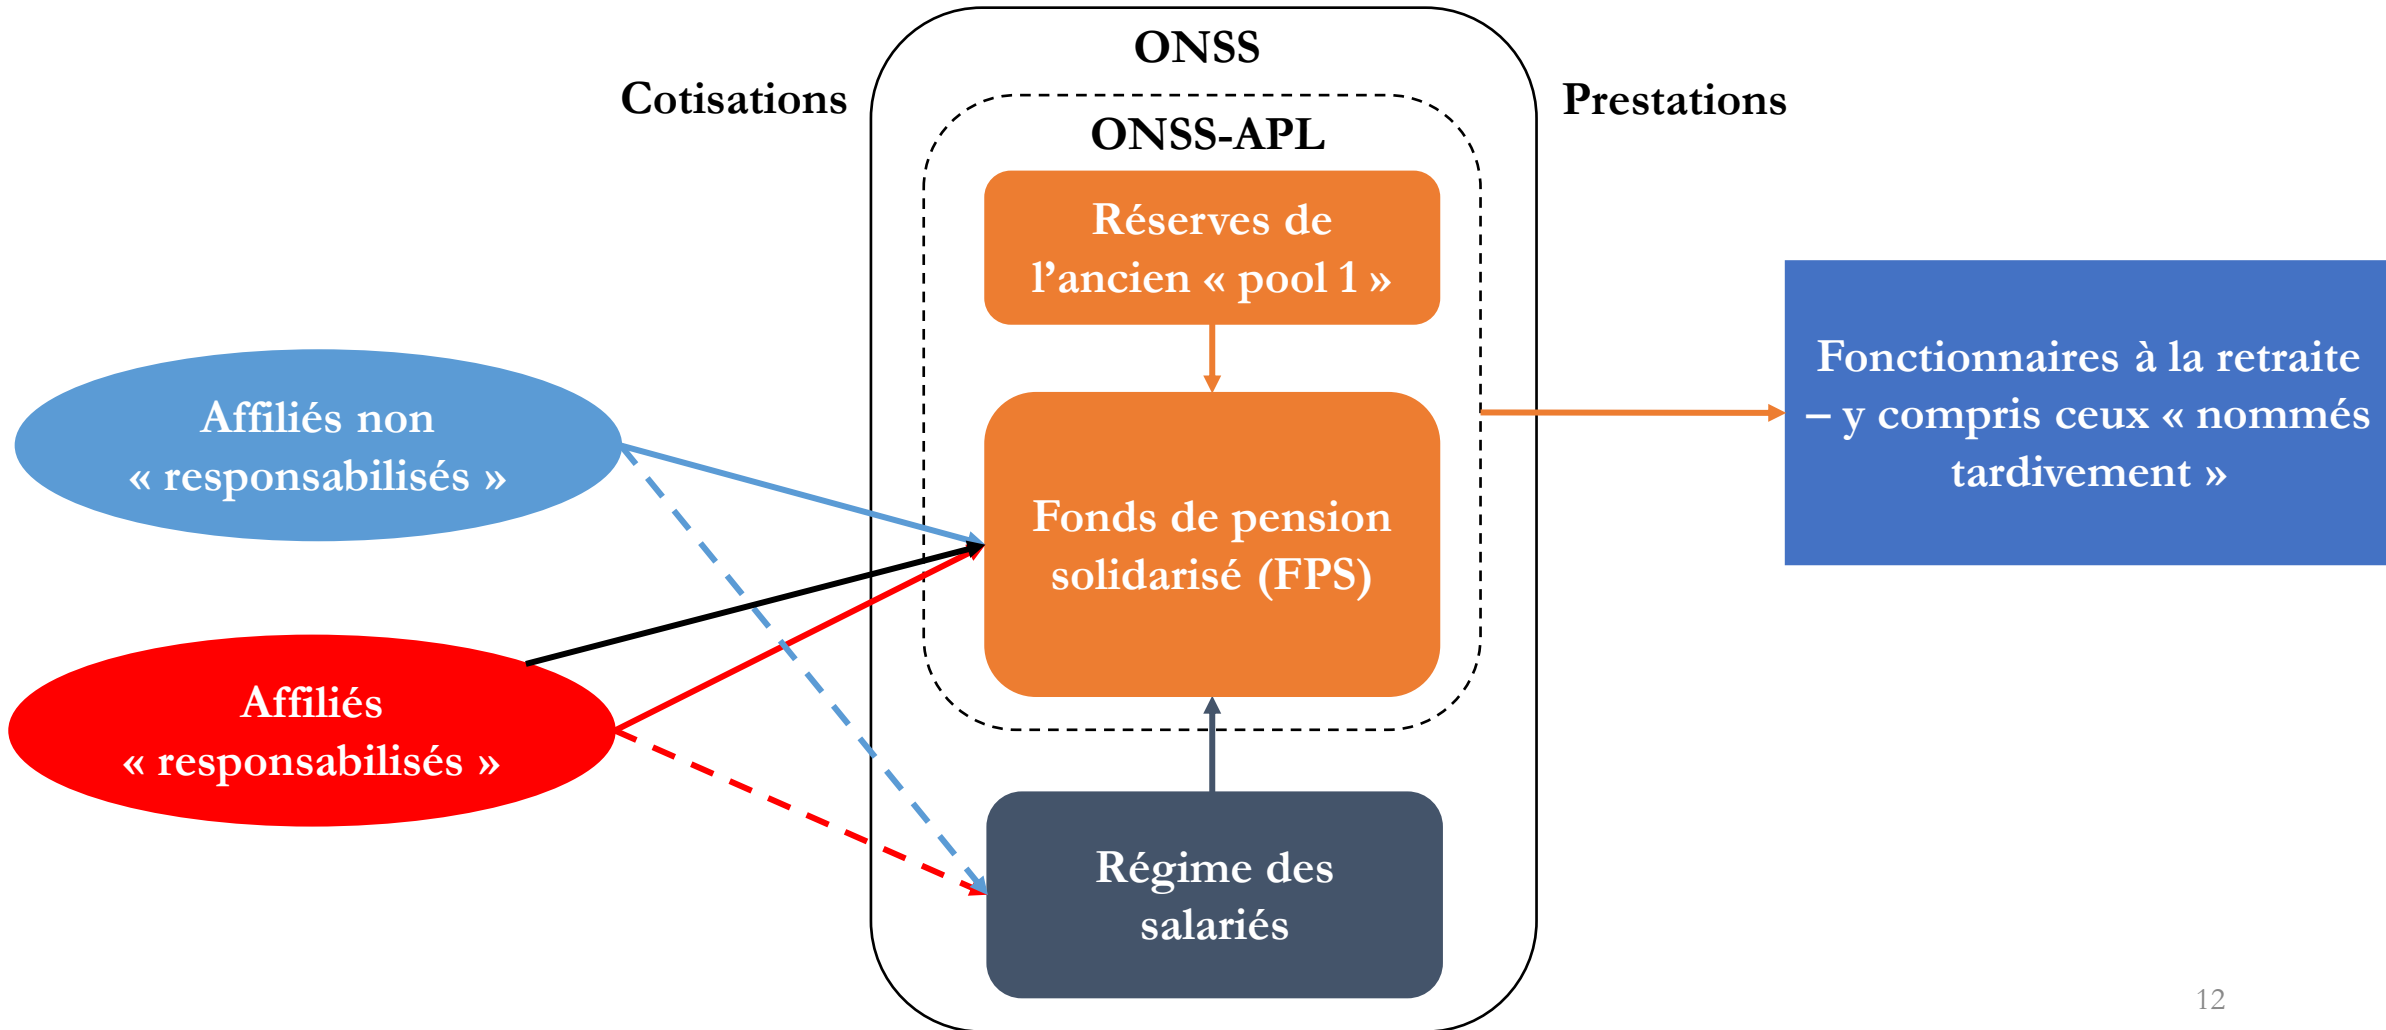 ONSS
Cotisations
Prestations
ONSS-APL
Réserves de
l’ancien « pool 1 »
Fonctionnaires à la retraite
– y compris ceux « nommés
tardivement »
Affiliés non
« responsabilisés »
Fonds de pension
solidarisé (FPS)
Affiliés
« responsabilisés »
Régime des
salariés
12